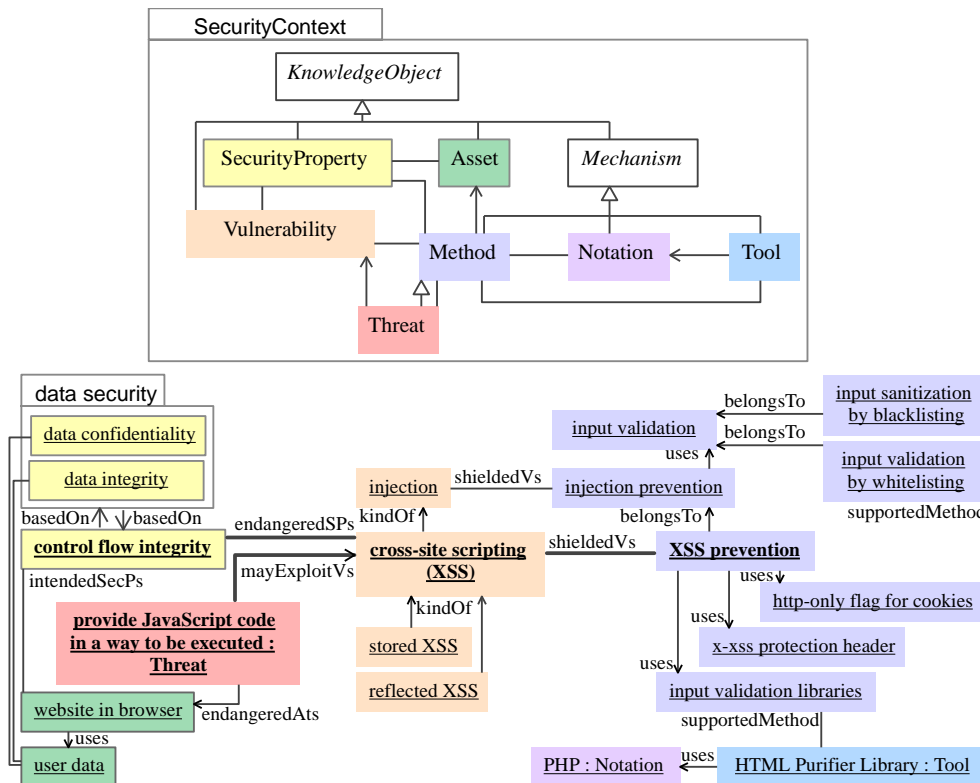 SecurityContext
KnowledgeObject
SecurityProperty
Asset
Mechanism
Vulnerability
Method
Notation
Tool
Threat
data security
data confidentiality
data integrity
basedOn
basedOn
control flow integrity
intendedSecPs
endangeredSPs
mayExploitVs
provide JavaScript code
in a way to be executed :
Threat
website in browser
endangeredAts
uses
user data
injection
kindOf
cross-site scripting
(XSS)
kindOf
stored XSS
reflected XSS
shieldedVs
shieldedVs
input validation
uses
injection prevention
belongsTo
XSS prevention
belongsTo
belongsTo
input sanitization
by blacklisting
input validation
by whitelisting
supportedMethod
uses
http-only flag for cookies
uses
x-xss protection header
uses
input validation libraries
supportedMethod
PHP : Notation
uses
HTML Purifier Library : Tool